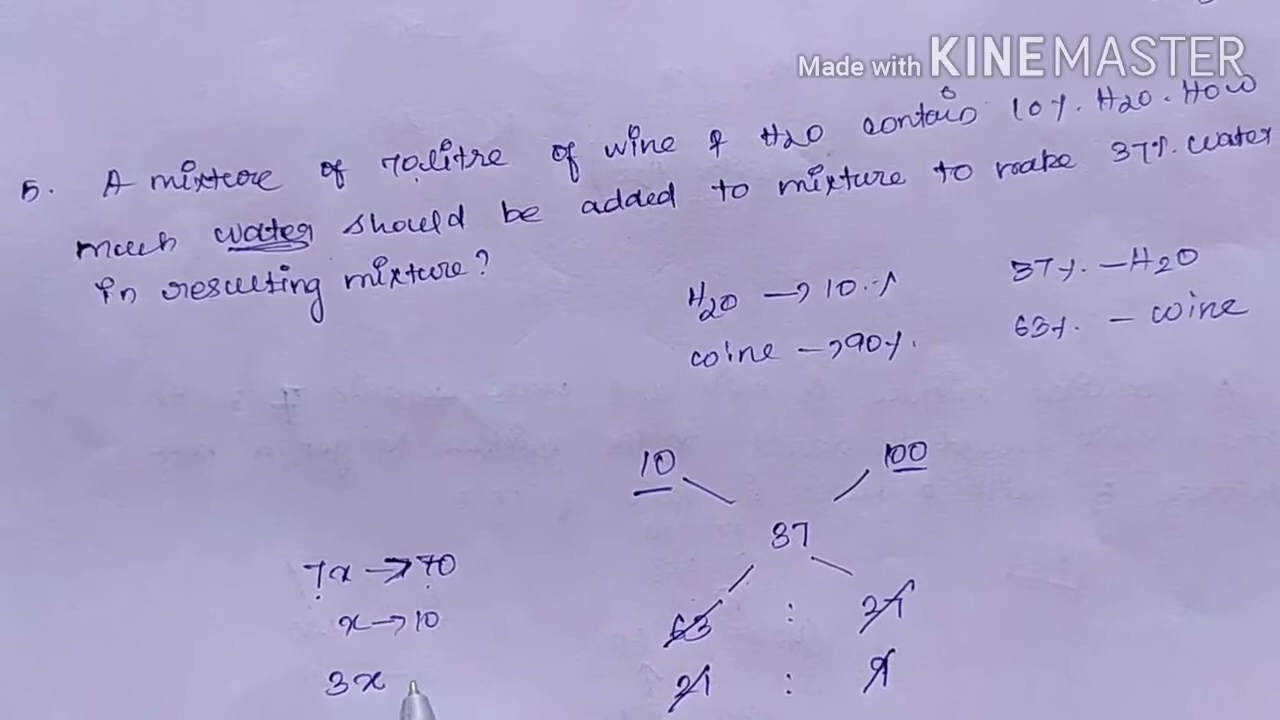 Made with KINEMASTER
5. A mixture of 70 litre of wine & H2O contain 10%. H2O. How
much water should be added to mixture to make 37% water
in resulting mixture?
H2O → 10%
37% - H2O
wine → 90%.
63% - wine
10 100
37
7x → 70
63 : 27
x → 10
3x
21 : 9